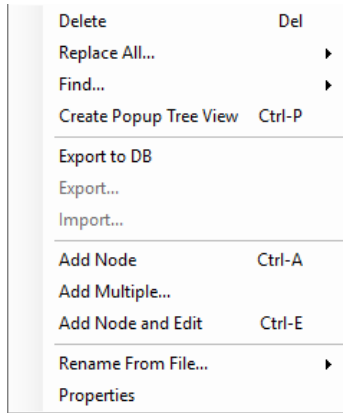 Delete Del
Replace All...
Find...
Create Popup Tree View Ctrl-P
Export to DB
Export...
Import...
Add Node Ctrl-A
Add Multiple...
Add Node and Edit Ctrl-E
Rename From File...
Properties